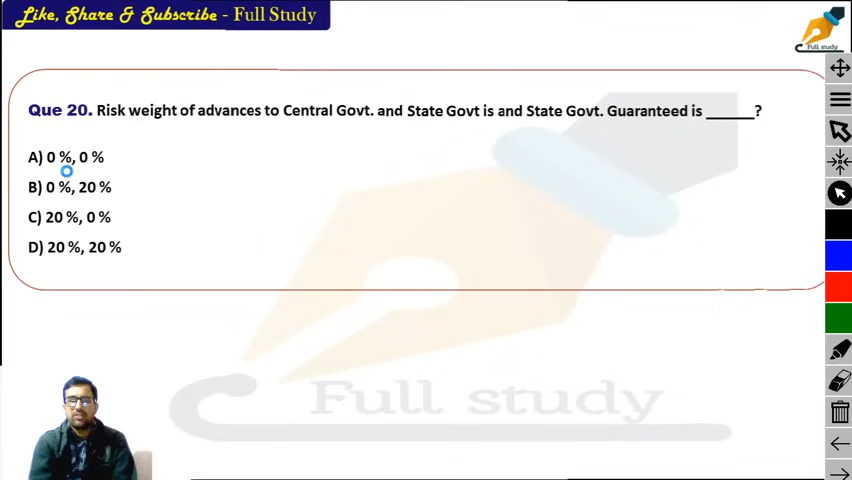 Like, Share & Subscribe - Full Study
Full study
Que 20. Risk weight of advances to Central Govt. and State Govt is and State Govt. Guaranteed is ______?
A) 0 %, 0 %
B) 0 %, 20 %
C) 20 %, 0 %
D) 20 %, 20 %
Full study